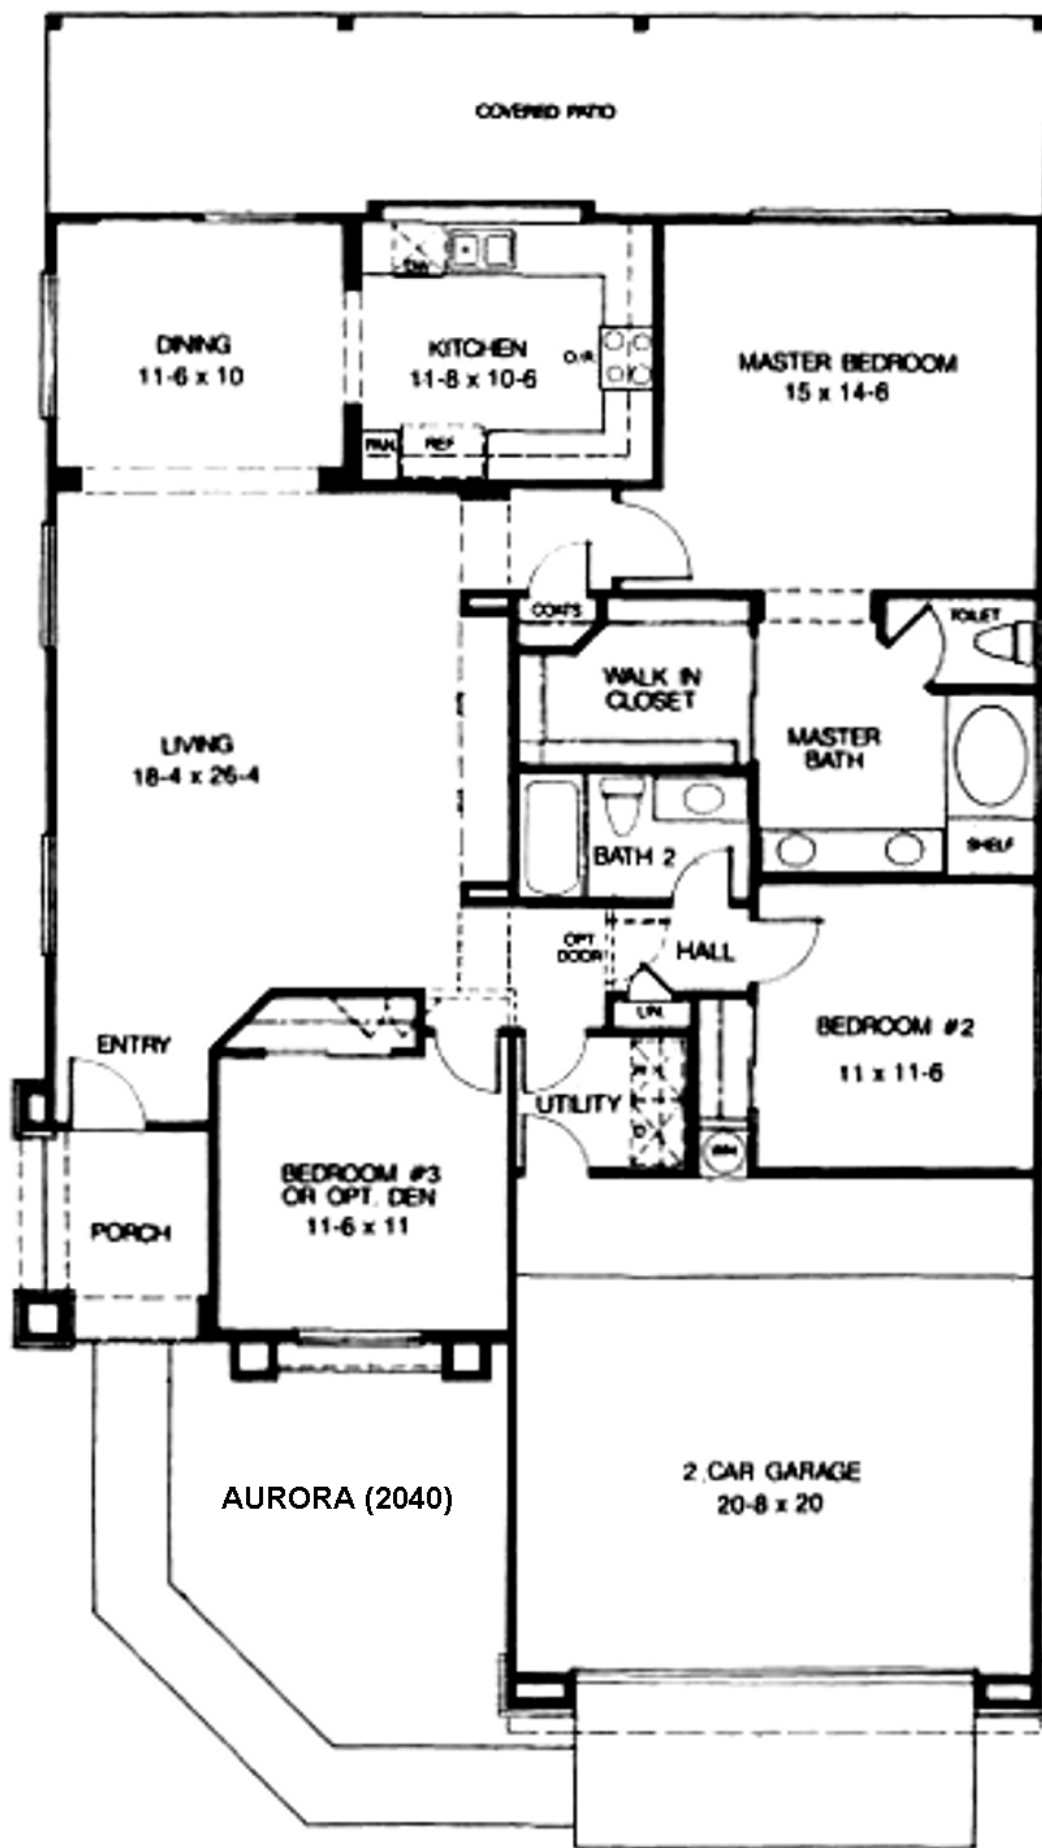 COVERED PATIO
DINING
11-6 x 10
KITCHEN
11-8 x 10-6
O/R
PAN.
REF
MASTER BEDROOM
15 x 14-6
COATS
TOILET
WALK IN
CLOSET
MASTER
BATH
LIVING
18-4 x 26-4
SHELF
BATH 2
OPT
DOOR
HALL
LIN.
ENTRY
BEDROOM #2
11 x 11-6
UTILITY
D
BEDROOM #3
OR OPT. DEN
11-6 x 11
PORCH
2 CAR GARAGE
20-8 x 20
AURORA (2040)